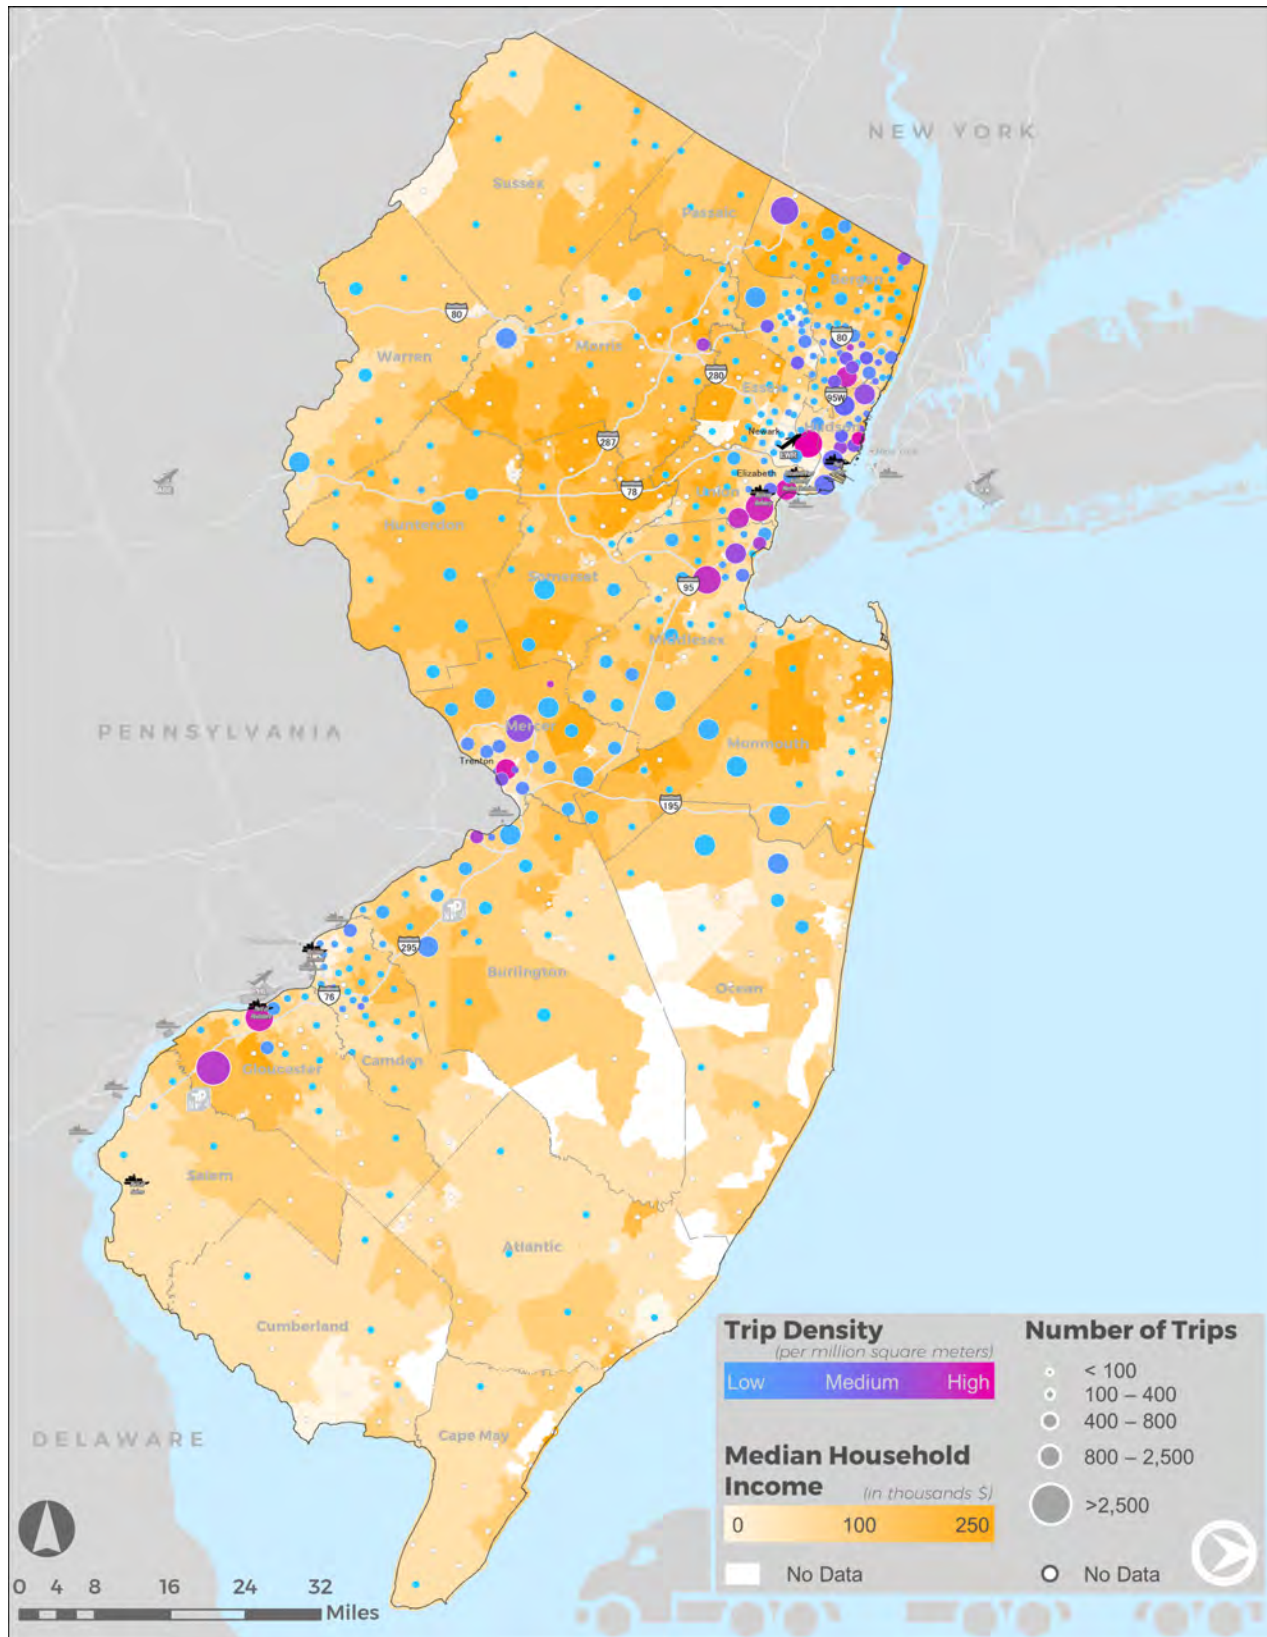 NEW YORK
Sussex
Passaic
Bergen
80
80
Warren
Morris
280
Essex
95W
Newark
Hudson
287
EWR
Elizabeth
78
Union
Hunterdon
Somerset
95
Middlesex
PENNSYLVANIA
Mercer
Monmouth
Trenton
195
295
Burlington
76
Ocean
Camden
Gloucester
Salem
Atlantic
Cumberland
Cape May
DELAWARE
0 4 8 16 24 32
Miles
Trip Density
(per million square meters)
Low Medium High
Median Household
Income (in thousands $)
0 100 250
No Data
Number of Trips
< 100
100 – 400
400 – 800
800 – 2,500
>2,500
No Data